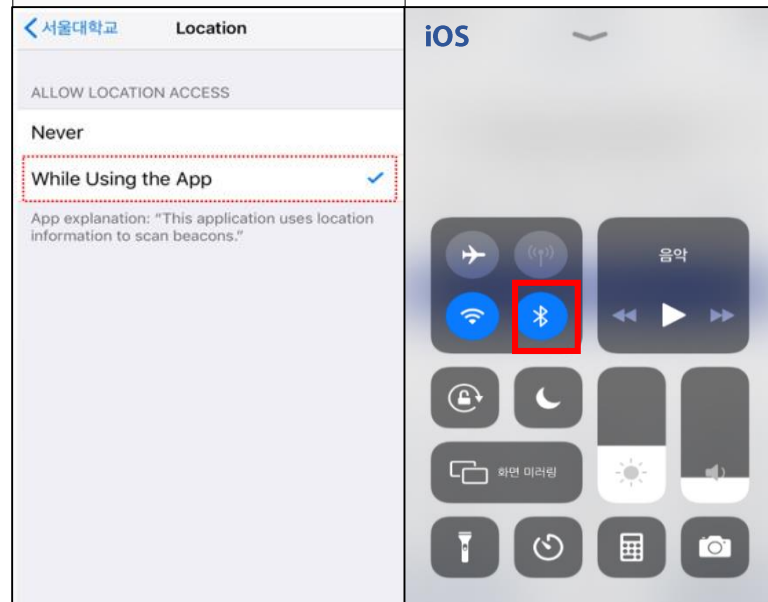 서울대학교
Location
ALLOW LOCATION ACCESS
Never
While Using the App
App explanation: "This application uses location
information to scan beacons."
iOS
음악
화면 미러링